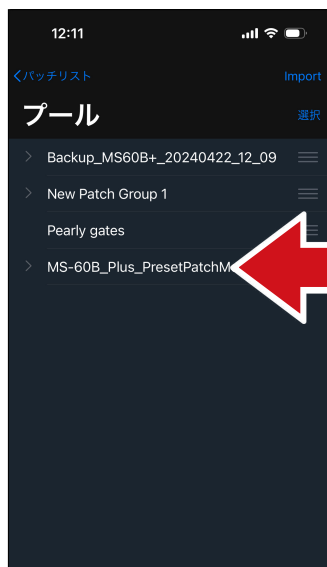 12:11
パッチリスト
Import
プール
選択
Backup_MS60B+_20240422_12_09
New Patch Group 1
Pearly gates
MS-60B_Plus_PresetPatchM